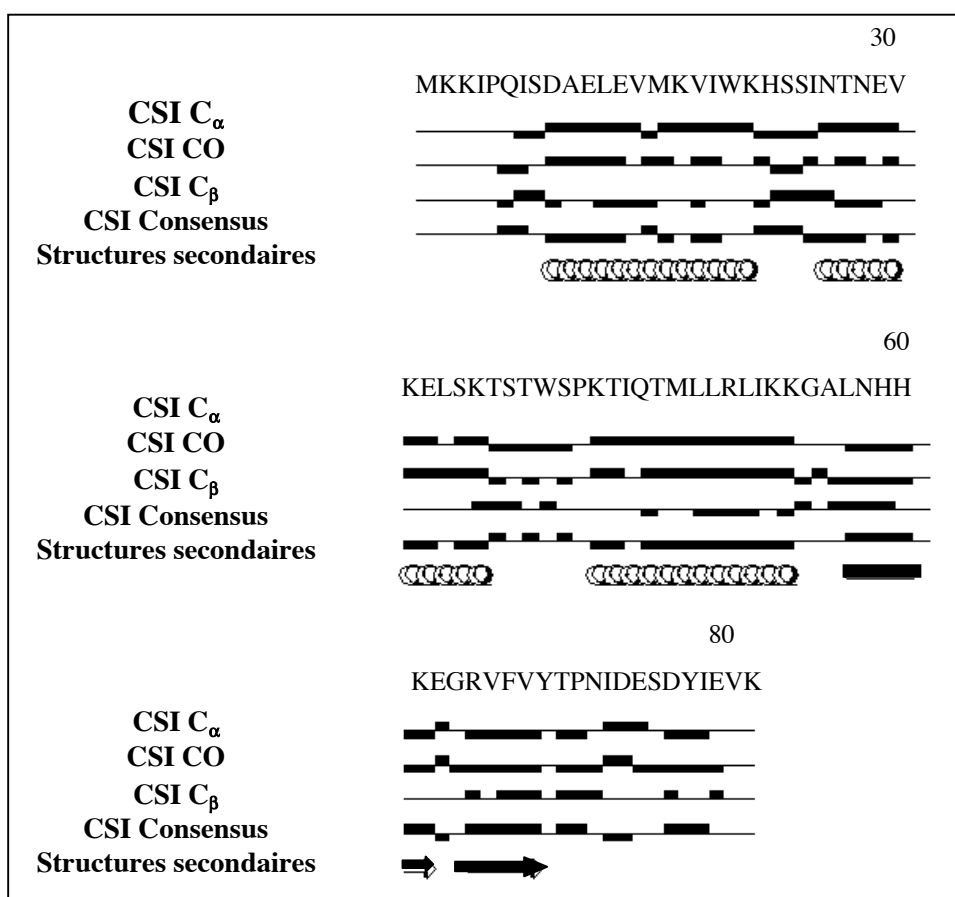 30
MKKIPQISDAELEVMKVIWKHSSINTNEV
CSI Cα
CSI CO
CSI Cβ
CSI Consensus
Structures secondaires
60
KELSKTSTWSPKTIQTMLLRLIKKGALNHH
CSI Cα
CSI CO
CSI Cβ
CSI Consensus
Structures secondaires
80
KEGRVFVYTPNIDESDYIEVK
CSI Cα
CSI CO
CSI Cβ
CSI Consensus
Structures secondaires